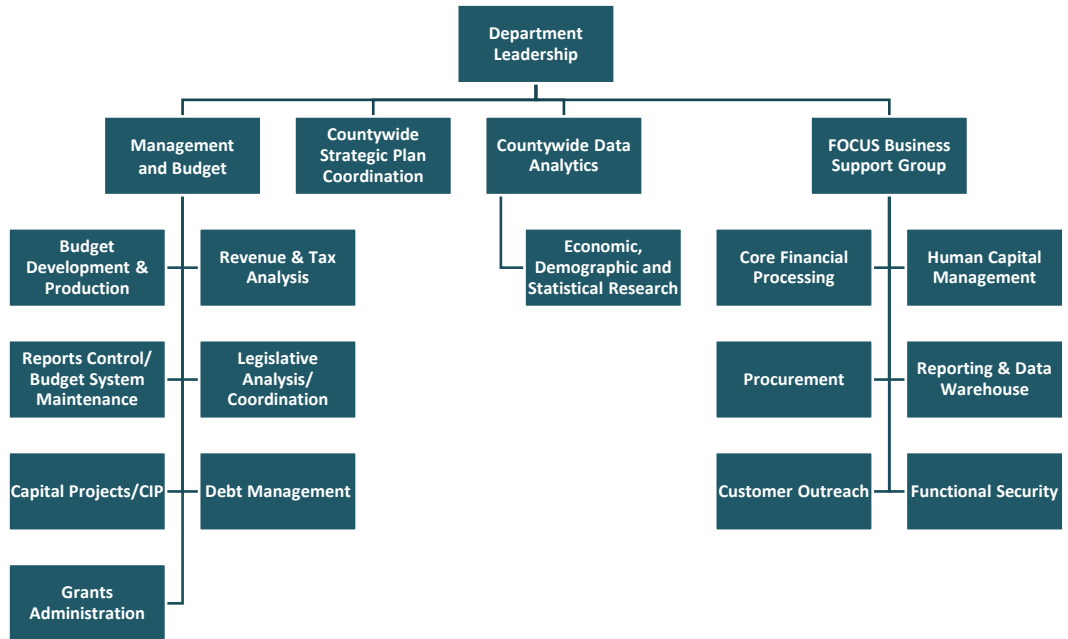 Department
Leadership
Management
and Budget
Countywide
Strategic Plan
Coordination
Countywide Data
Analytics
FOCUS Business
Support Group
Budget
Development &
Production
Revenue & Tax
Analysis
Economic,
Demographic and
Statistical Research
Core Financial
Processing
Human Capital
Management
Reports Control/
Budget System
Maintenance
Legislative
Analysis/
Coordination
Procurement
Reporting & Data
Warehouse
Capital Projects/CIP
Debt Management
Customer Outreach
Functional Security
Grants
Administration